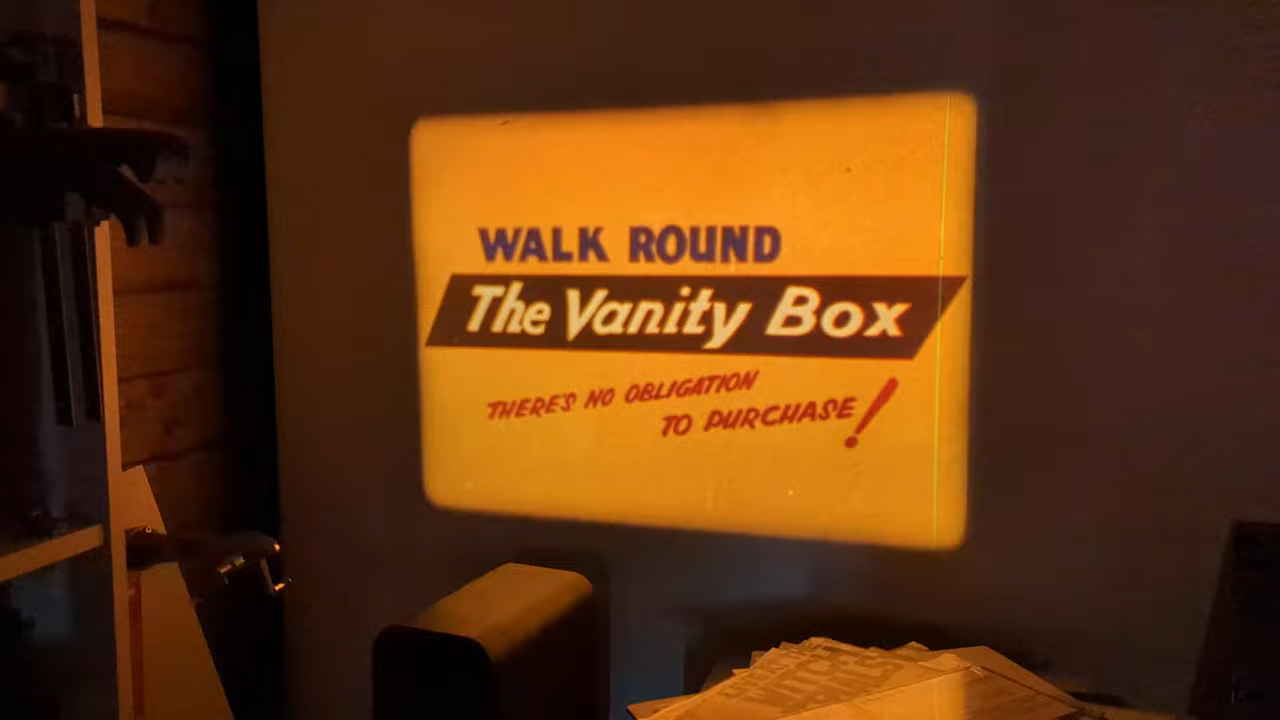 WALK ROUND
The Vanity Box
THERE'S NO OBLIGATION
TO PURCHASE!